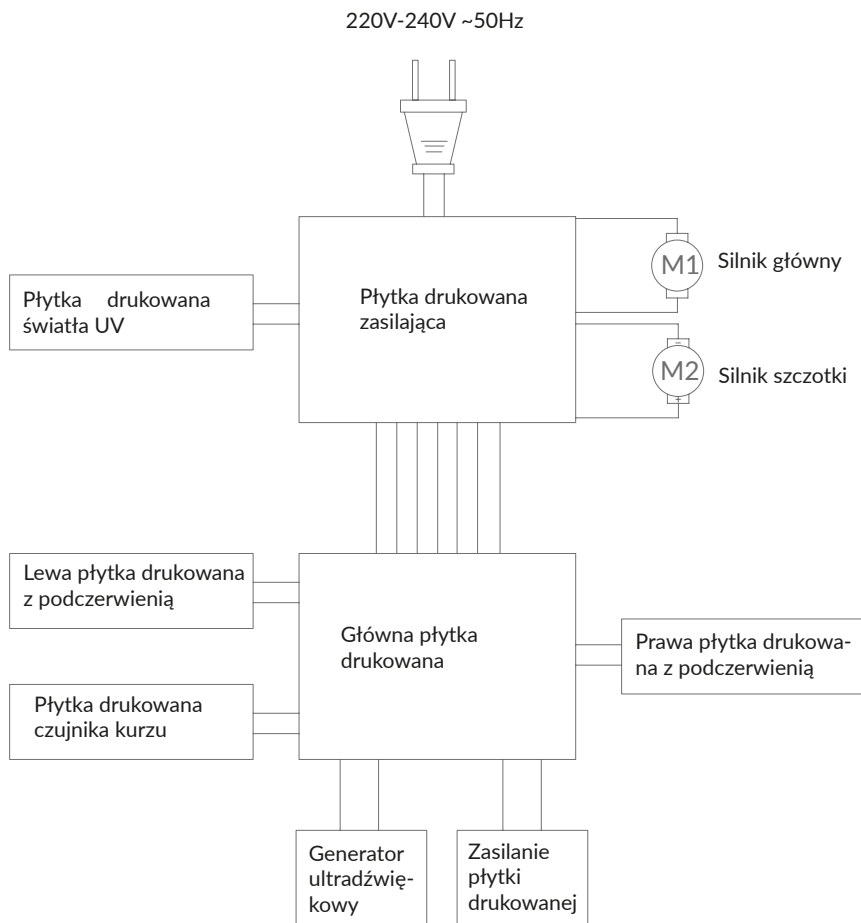 220V-240V ~50Hz
M1
Silnik główny
Płytka drukowana
światła UV
Płytka drukowana
zasilająca
M2
Silnik szczotki
Lewa płytka drukowana
z podczerwienią
Główna płytka
drukowana
Prawa płytka drukowa-
na z podczerwienią
Płytka drukowana
czujnika kurzu
Generator
ultradźwię-
kowy
Zasilanie
płytki
drukowanej